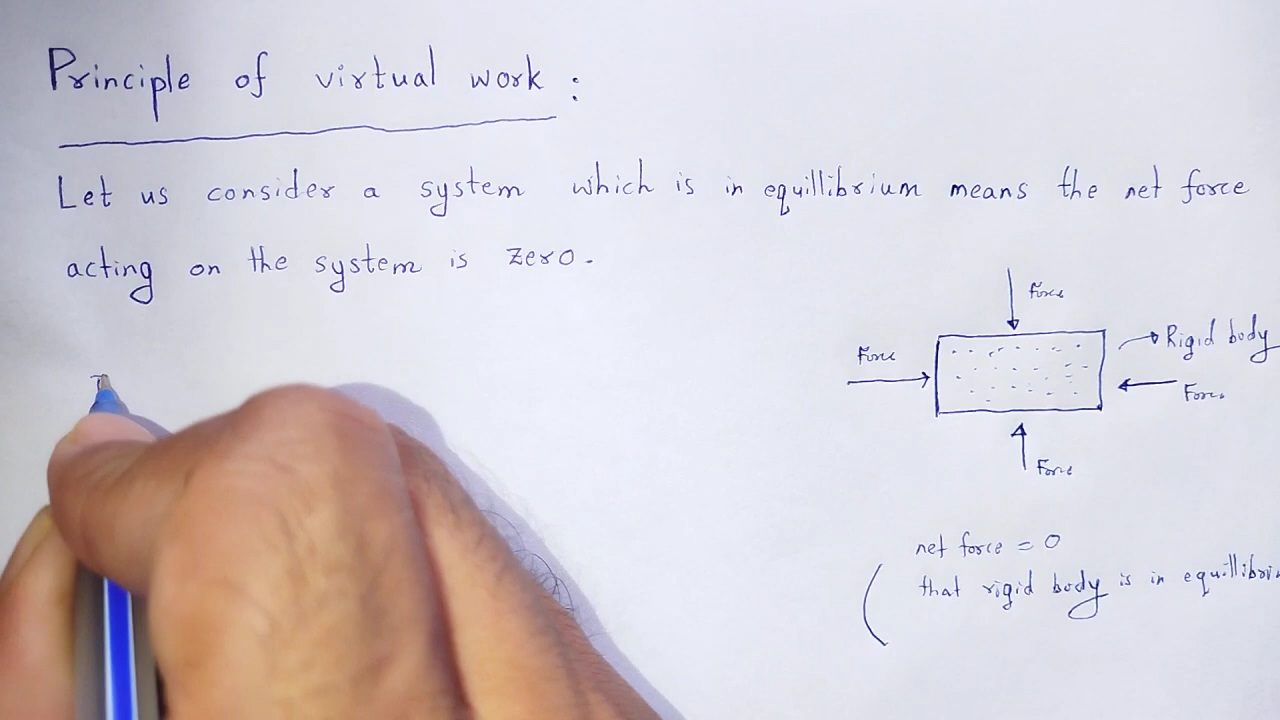 Principle of virtual work :
Let us consider a system which is in equillibrium means the net force
acting on the system is zero.
Force
Rigid body
Force
Force
Force
net force = 0
that rigid body is in equillibri